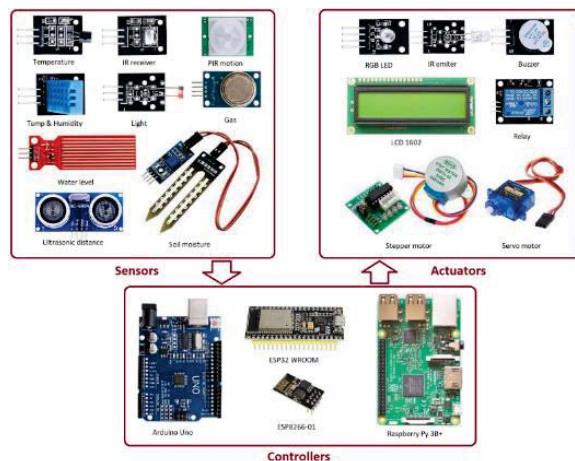 Temperature
IR receiver
PIR motion
Tump & Humidity
Light
Gas
Water level
Ultrasonic distance
Soil moisture
RGB LED
IR emiter
Buzzer
LCD 1602
Relay
Stepper motor
Servo motor
Sensors
Actuators
UNO
Arduino Uno
ESP32 WROOM
ESP8266-01
Raspberry Py 3B+
Controllers